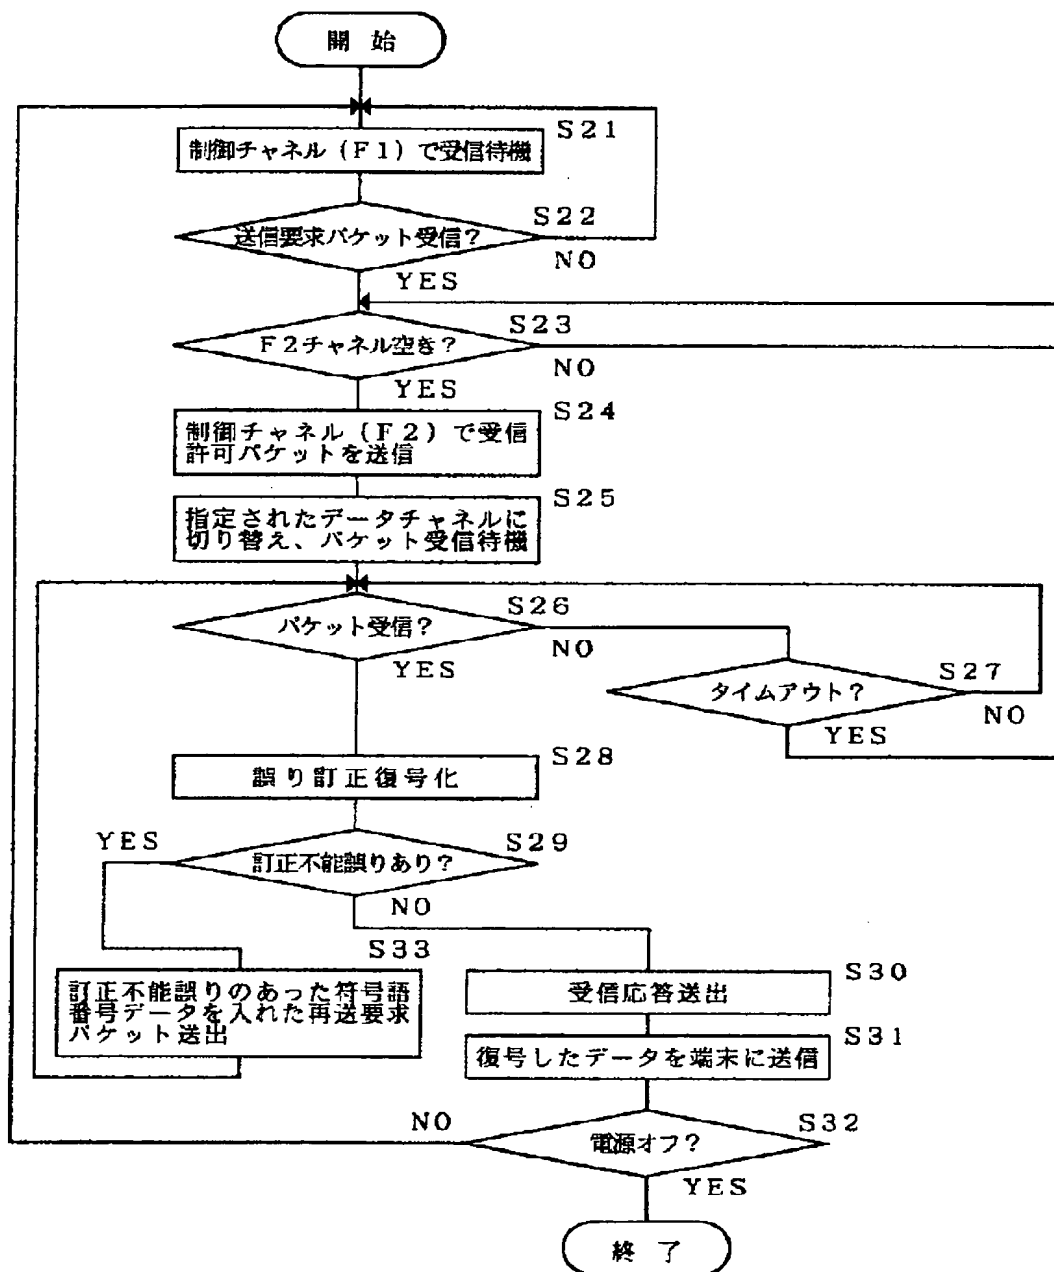 開始
S21
制御チャネル(F1)で受信待機
S22
送信要求パケット受信?
NO
YES
S23
F2チャネル空き?
NO
YES
S24
制御チャネル(F2)で受信
許可パケットを送信
S25
指定されたデータチャネルに
切り替え、パケット受信待機
S26
パケット受信?
NO
YES
S27
タイムアウト?
NO
YES
S28
誤り訂正復号化
YES
S29
訂正不能誤りあり?
NO
S33
訂正不能誤りのあった符号語
番号データを入れた再送要求
パケット送出
S30
受信応答送出
S31
復号したデータを端末に送信
NO
S32
電源オフ?
YES
終了